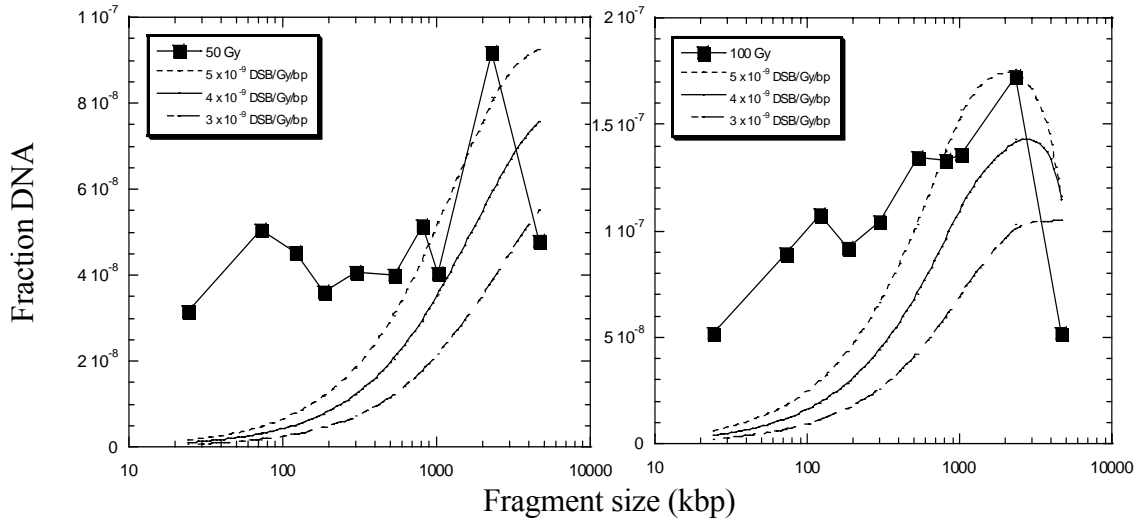 Fraction DNA
1 10⁻⁷
8 10⁻⁸
6 10⁻⁸
4 10⁻⁸
2 10⁻⁸
0
50 Gy
5 x 10⁻⁹ DSB/Gy/bp
4 x 10⁻⁹ DSB/Gy/bp
3 x 10⁻⁹ DSB/Gy/bp
10 100 1000 10000
2 10⁻⁷
1.5 10⁻⁷
1 10⁻⁷
5 10⁻⁸
0
100 Gy
5 x 10⁻⁹ DSB/Gy/bp
4 x 10⁻⁹ DSB/Gy/bp
3 x 10⁻⁹ DSB/Gy/bp
10 100 1000 10000
Fragment size (kbp)